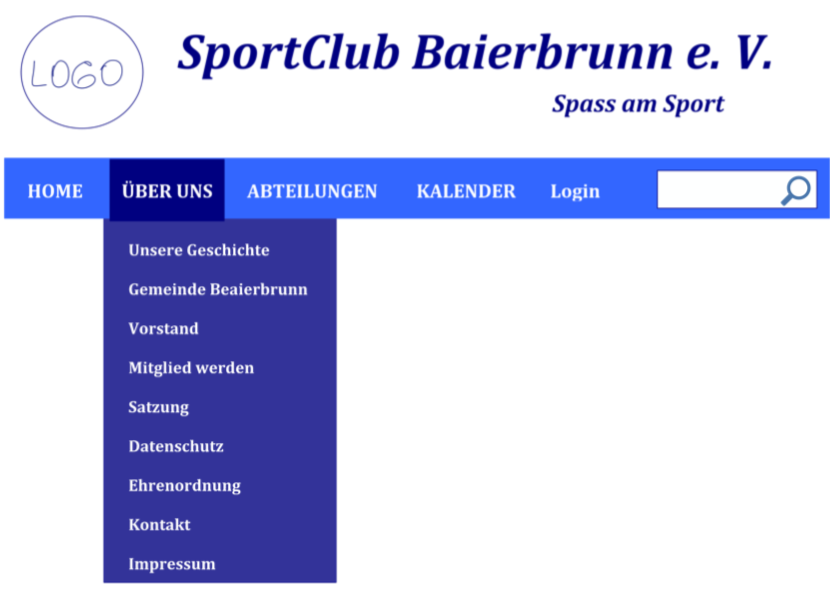 LOGO
SportClub Baierbrunn e. V.
Spass am Sport
HOME ÜBER UNS ABTEILUNGEN KALENDER Login
Unsere Geschichte
Gemeinde Beaierbrunn
Vorstand
Mitglied werden
Satzung
Datenschutz
Ehrenordnung
Kontakt
Impressum